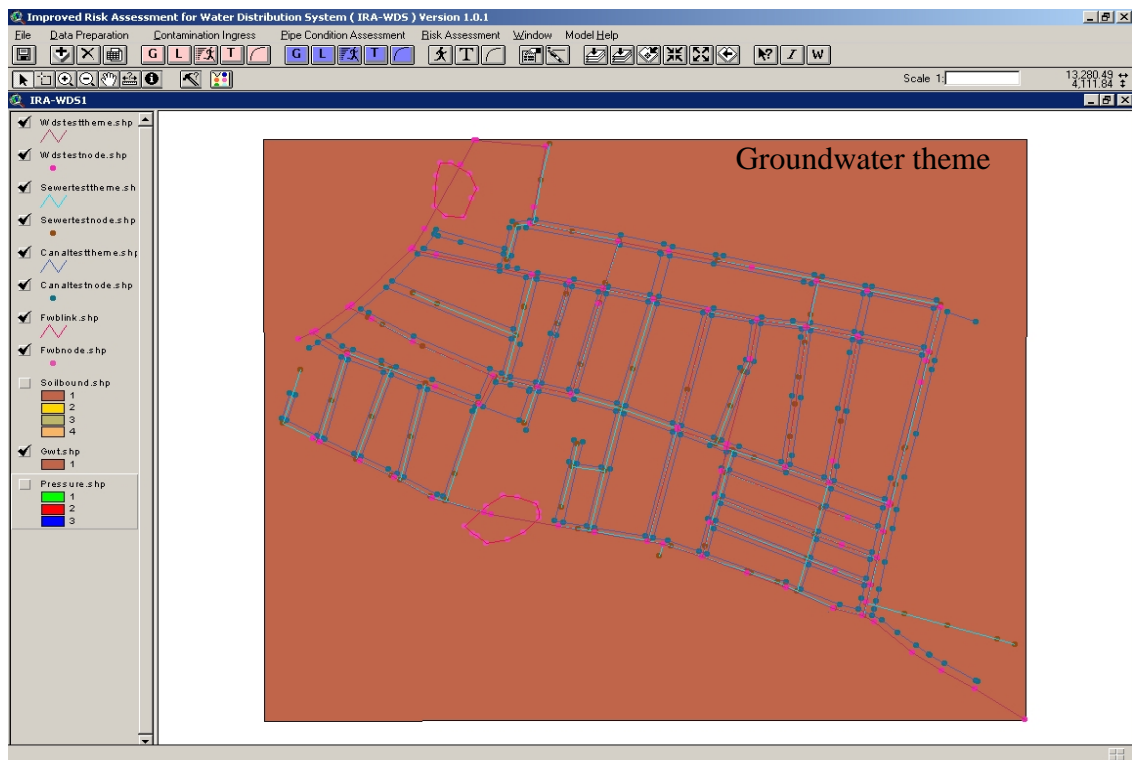 Improved Risk Assessment for Water Distribution System ( IRA-WDS ) Version 1.0.1
File Data Preparation Contamination Ingress Pipe Condition Assessment Risk Assessment Window Model Help
G L T G L T T I W
Scale 1: 13,280.49
4,111.84
IRA-WDS1
Wdstesttheme.shp
Wdstestnode.shp
Sewertesttheme.sh
Sewertestnode.shp
Canaltesttheme.shp
Canaltestnode.shp
Fwblink.shp
Fwbnode.shp
Soilbound.shp
1
2
3
4
Gwt.shp
1
Pressure.shp
1
2
3
Groundwater theme